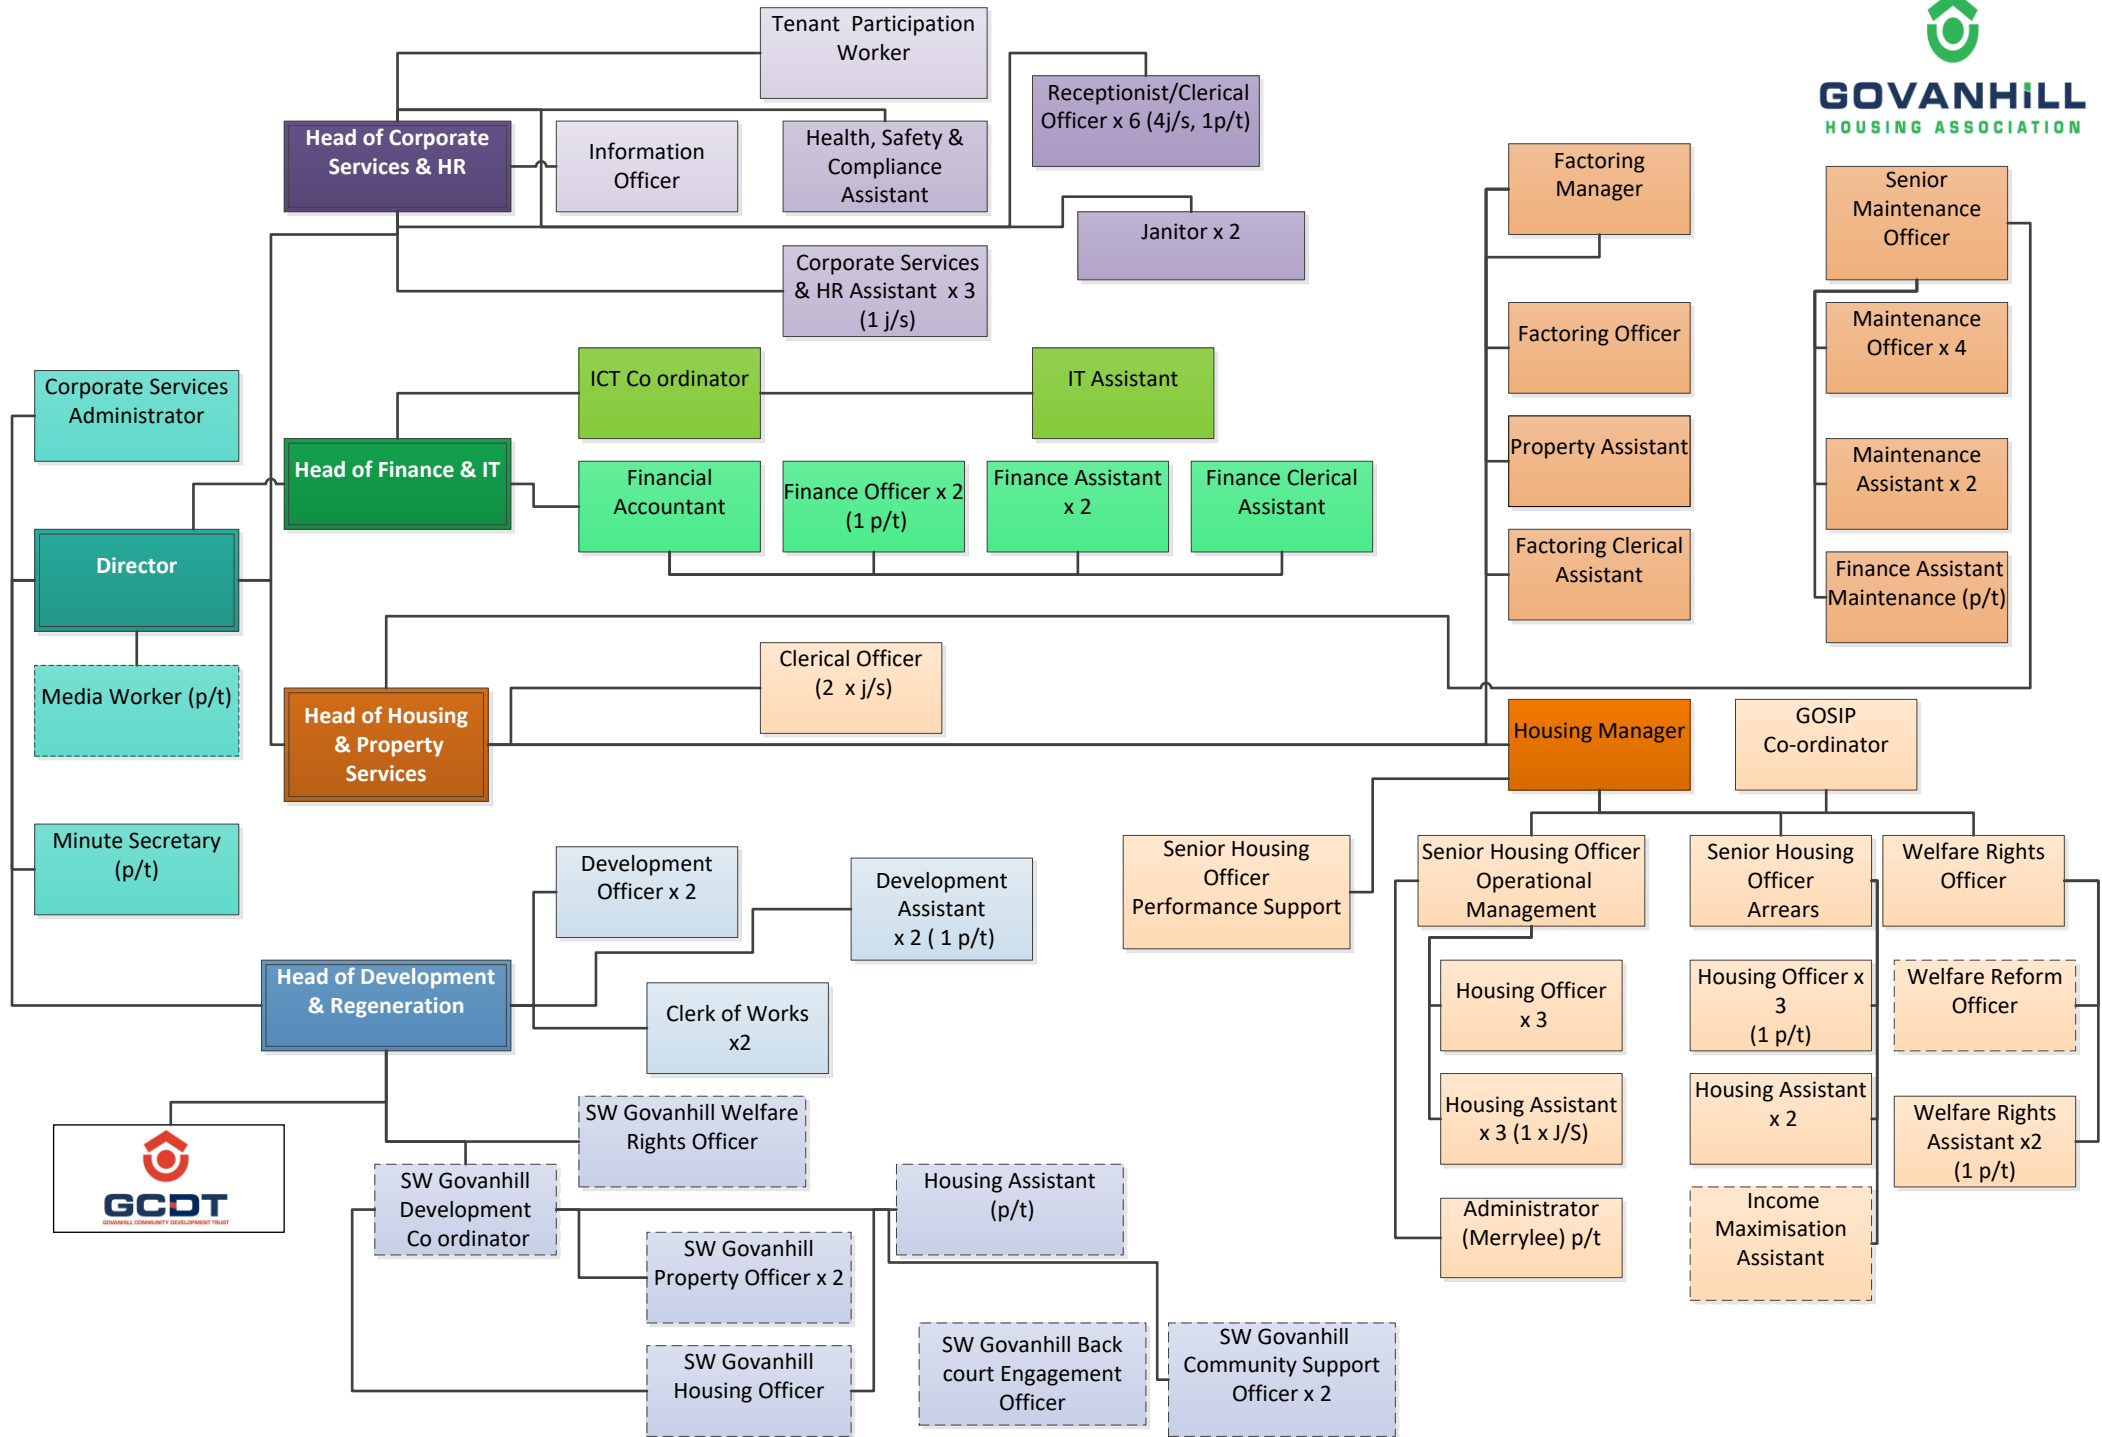 Tenant  Participation
Worker
Receptionist/Clerical
Officer x 6 (4j/s, 1p/t)
GOVANHiLL
HOUSING ASSOCIATION
Head of Corporate
Services & HR
Information
Officer
Health, Safety &
Compliance
Assistant
Factoring
Manager
Senior
Maintenance
Officer
Janitor x 2
Corporate Services
& HR Assistant  x 3
(1 j/s)
Factoring Officer
Maintenance
Officer x 4
Corporate Services
Administrator
ICT Co ordinator
IT Assistant
Head of Finance & IT
Financial
Accountant
Finance Officer x 2
(1 p/t)
Finance Assistant
x 2
Finance Clerical
Assistant
Property Assistant
Maintenance
Assistant x 2
Director
Factoring Clerical
Assistant
Finance Assistant
Maintenance (p/t)
Media Worker (p/t)
Clerical Officer
(2  x j/s)
Head of Housing
& Property
Services
Housing Manager
GOSIP
Co-ordinator
Minute Secretary
(p/t)
Development
Officer x 2
Development
Assistant
x 2 ( 1 p/t)
Senior Housing
Officer
Performance Support
Senior Housing Officer
Operational
Management
Senior Housing
Officer
Arrears
Welfare Rights
Officer
Head of Development
& Regeneration
Clerk of Works
x2
Housing Officer
x 3
Housing Officer x
3
(1 p/t)
Welfare Reform
Officer
SW Govanhill Welfare
Rights Officer
Housing Assistant
x 3 (1 x J/S)
Housing Assistant
x 2
Welfare Rights
Assistant x2
(1 p/t)
GCDT
GOVANHILL COMMUNITY DEVELOPMENT TRUST
SW Govanhill
Development
Co ordinator
Housing Assistant
(p/t)
Administrator
(Merrylee) p/t
Income
Maximisation
Assistant
SW Govanhill
Property Officer x 2
SW Govanhill
Housing Officer
SW Govanhill Back
court Engagement
Officer
SW Govanhill
Community Support
Officer x 2